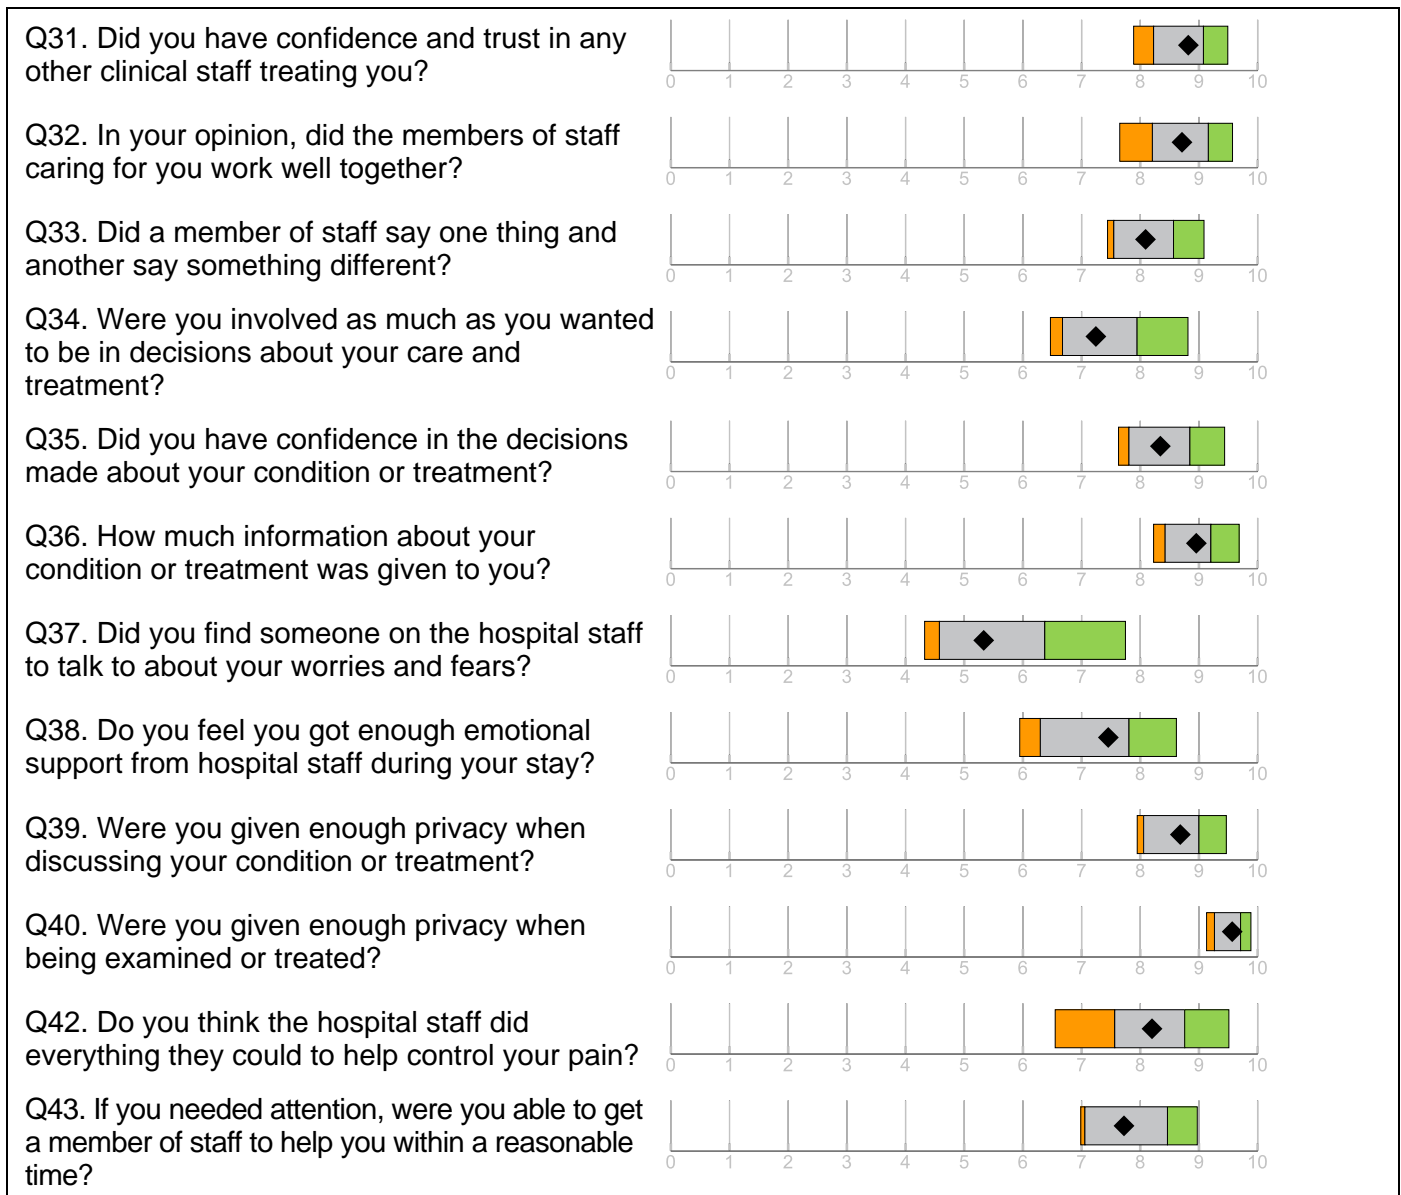 Q31. Did you have confidence and trust in any
other clinical staff treating you?
0 1 2 3 4 5 6 7 8 9 10
Q32. In your opinion, did the members of staff
caring for you work well together?
0 1 2 3 4 5 6 7 8 9 10
Q33. Did a member of staff say one thing and
another say something different?
0 1 2 3 4 5 6 7 8 9 10
Q34. Were you involved as much as you wanted
to be in decisions about your care and
treatment?
0 1 2 3 4 5 6 7 8 9 10
Q35. Did you have confidence in the decisions
made about your condition or treatment?
0 1 2 3 4 5 6 7 8 9 10
Q36. How much information about your
condition or treatment was given to you?
0 1 2 3 4 5 6 7 8 9 10
Q37. Did you find someone on the hospital staff
to talk to about your worries and fears?
0 1 2 3 4 5 6 7 8 9 10
Q38. Do you feel you got enough emotional
support from hospital staff during your stay?
0 1 2 3 4 5 6 7 8 9 10
Q39. Were you given enough privacy when
discussing your condition or treatment?
0 1 2 3 4 5 6 7 8 9 10
Q40. Were you given enough privacy when
being examined or treated?
0 1 2 3 4 5 6 7 8 9 10
Q42. Do you think the hospital staff did
everything they could to help control your pain?
0 1 2 3 4 5 6 7 8 9 10
Q43. If you needed attention, were you able to get
a member of staff to help you within a reasonable
time?
0 1 2 3 4 5 6 7 8 9 10